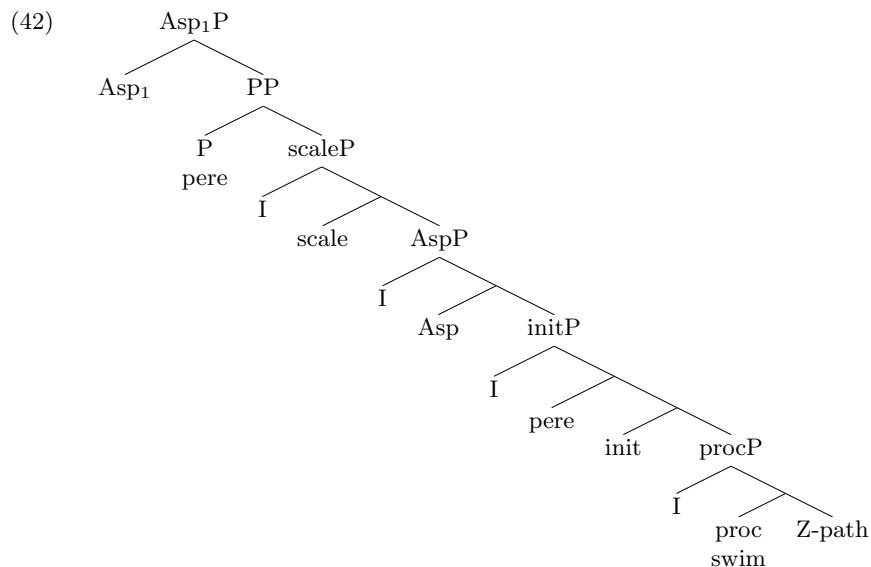 (42) Asp₁P
Asp₁ PP
P scaleP
pere
I
scale AspP
I
Asp initP
I
pere
init procP
I
proc Z-path
swim